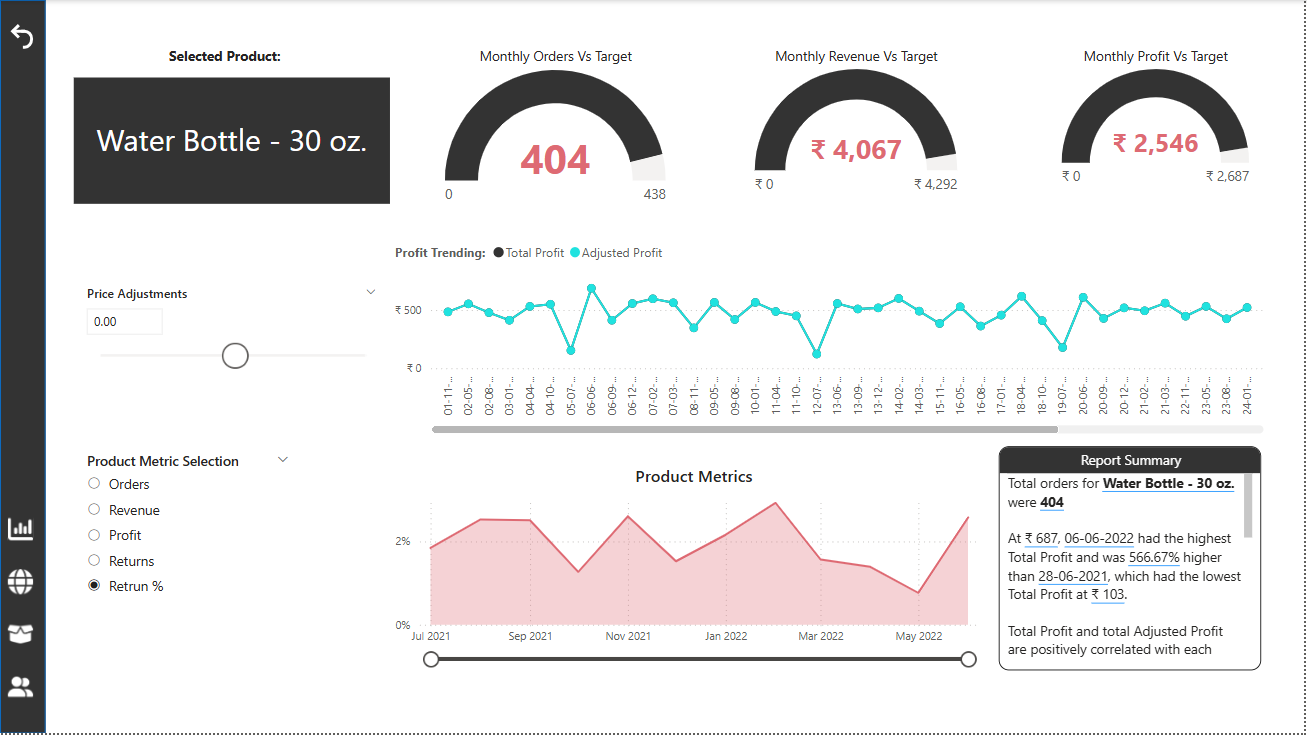 Selected Product:
Water Bottle - 30 oz.
Monthly Orders Vs Target
404
0
438
Monthly Revenue Vs Target
₹ 4,067
₹ 0
₹ 4,292
Monthly Profit Vs Target
₹ 2,546
₹ 0
₹ 2,687
Price Adjustments
0.00
Profit Trending: Total Profit Adjusted Profit
₹ 500
₹ 0
01-11-... 02-05-... 02-08-... 03-01-... 04-04-... 04-10-... 05-07-... 06-06-... 06-09-... 06-12-... 07-02-... 07-03-... 08-11-... 09-05-... 09-08-... 10-01-... 11-04-... 11-10-... 12-07-... 13-06-... 13-09-... 13-12-... 14-02-... 14-03-... 15-11-... 16-05-... 16-08-... 17-01-... 18-04-... 18-10-... 19-07-... 20-06-... 20-09-... 20-12-... 21-02-... 21-03-... 22-11-... 23-05-... 23-08-... 24-01-...
Product Metric Selection
Orders
Revenue
Profit
Returns
Retrun %
Product Metrics
2%
0%
Jul 2021 Sep 2021 Nov 2021 Jan 2022 Mar 2022 May 2022
Report Summary
Total orders for Water Bottle - 30 oz.
were 404
At ₹ 687, 06-06-2022 had the highest
Total Profit and was 566.67% higher
than 28-06-2021, which had the lowest
Total Profit at ₹ 103.
Total Profit and total Adjusted Profit
are positively correlated with each